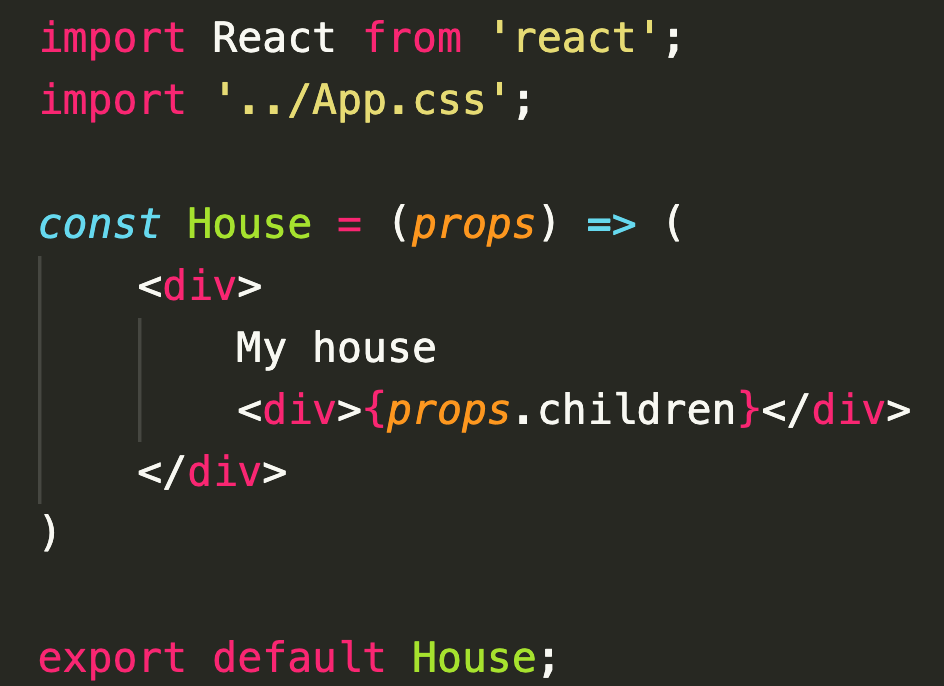 import React from 'react';
import '../App.css';
const House = (props) => (
<div>
My house
<div>{props.children}</div>
</div>
)
export default House;